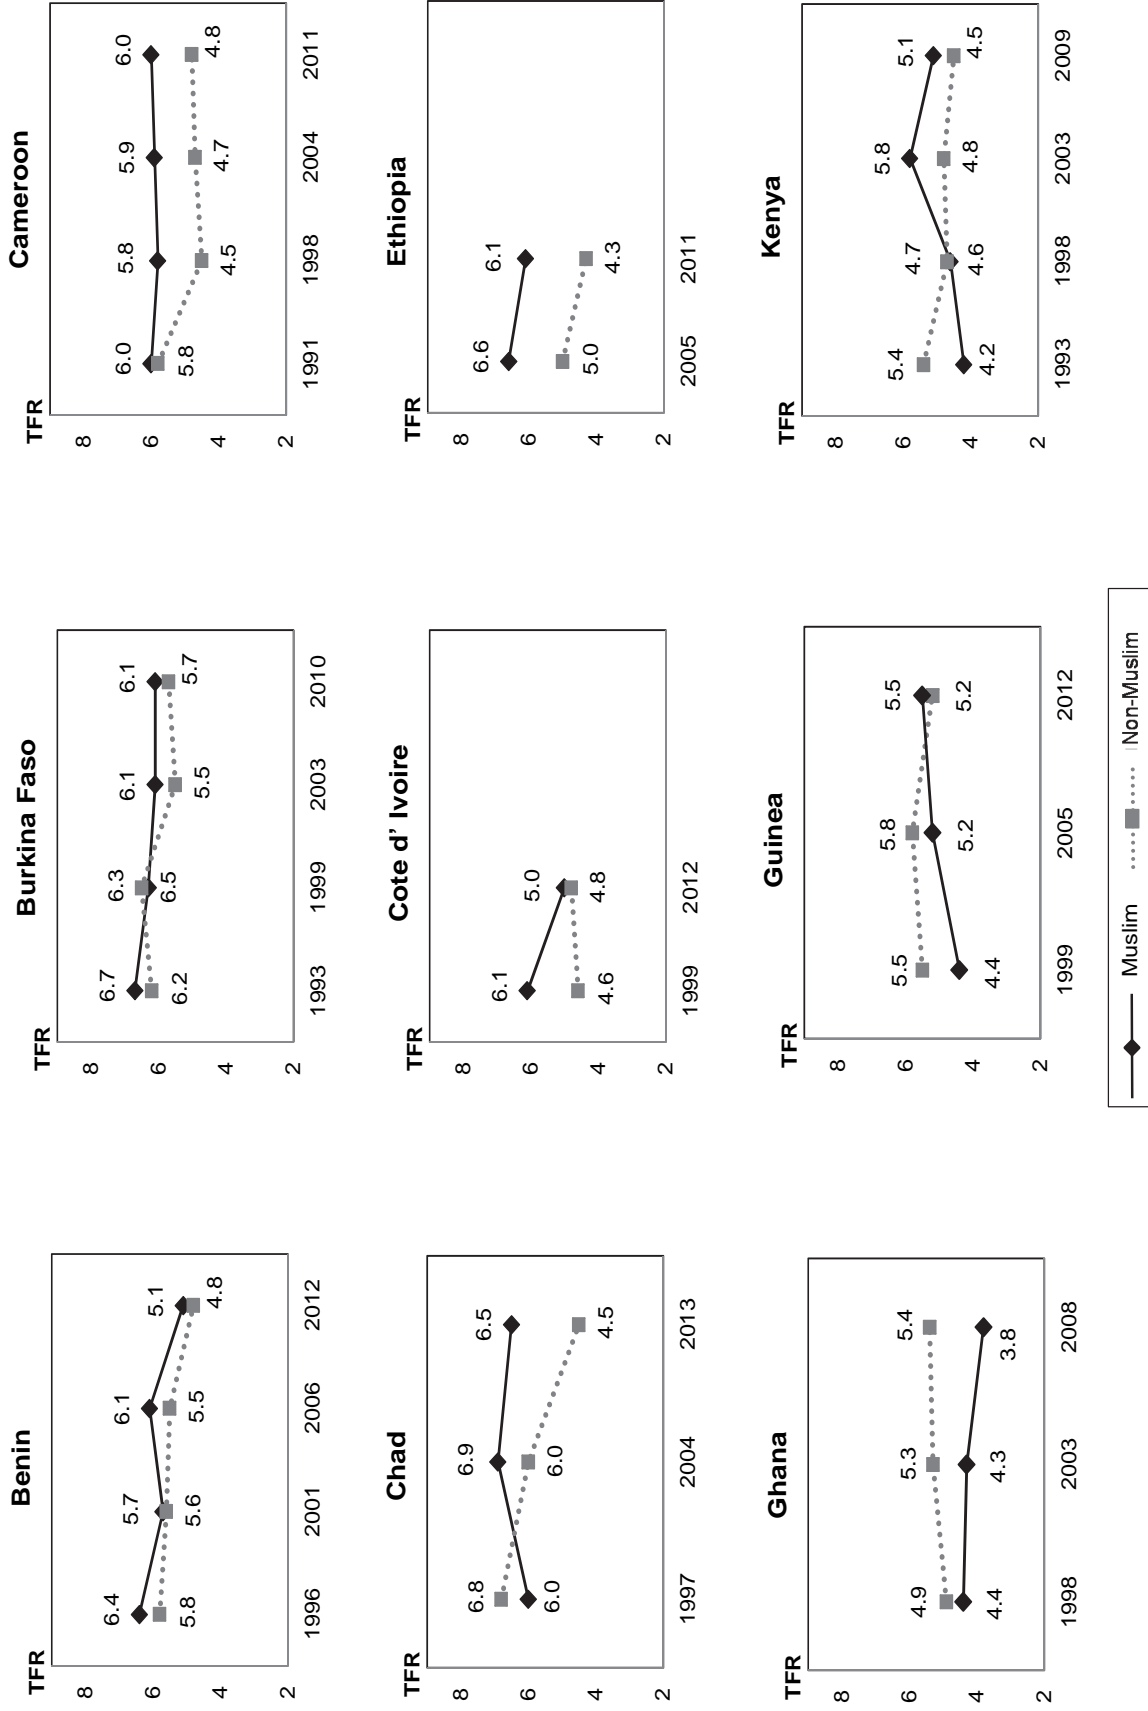 Benin
TFR
8
6
4
2
6.4 5.7 6.1 5.1
5.8 5.6 5.5 4.8
1996 2001 2006 2012
Burkina Faso
TFR
8
6
4
2
6.7 6.3 6.1 6.1
6.2 6.5 5.5 5.7
1993 1999 2003 2010
Cameroon
TFR
8
6
4
2
6.0 5.8 5.9 6.0
5.8 4.5 4.7 4.8
1991 1998 2004 2011
Chad
TFR
8
6
4
2
6.8 6.9 6.5
6.0 6.0 4.5
1997 2004 2013
Cote d' Ivoire
TFR
8
6
4
2
6.1 5.0
4.6 4.8
1999 2012
Ethiopia
TFR
8
6
4
2
6.6 6.1
5.0 4.3
2005 2011
Ghana
TFR
8
6
4
2
4.9 5.3 5.4
4.4 4.3 3.8
1998 2003 2008
Guinea
TFR
8
6
4
2
5.5 5.8 5.5
4.4 5.2 5.2
1999 2005 2012
Kenya
TFR
8
6
4
2
5.4 4.7 5.8 5.1
4.2 4.6 4.8 4.5
1993 1998 2003 2009
Muslim Non-Muslim